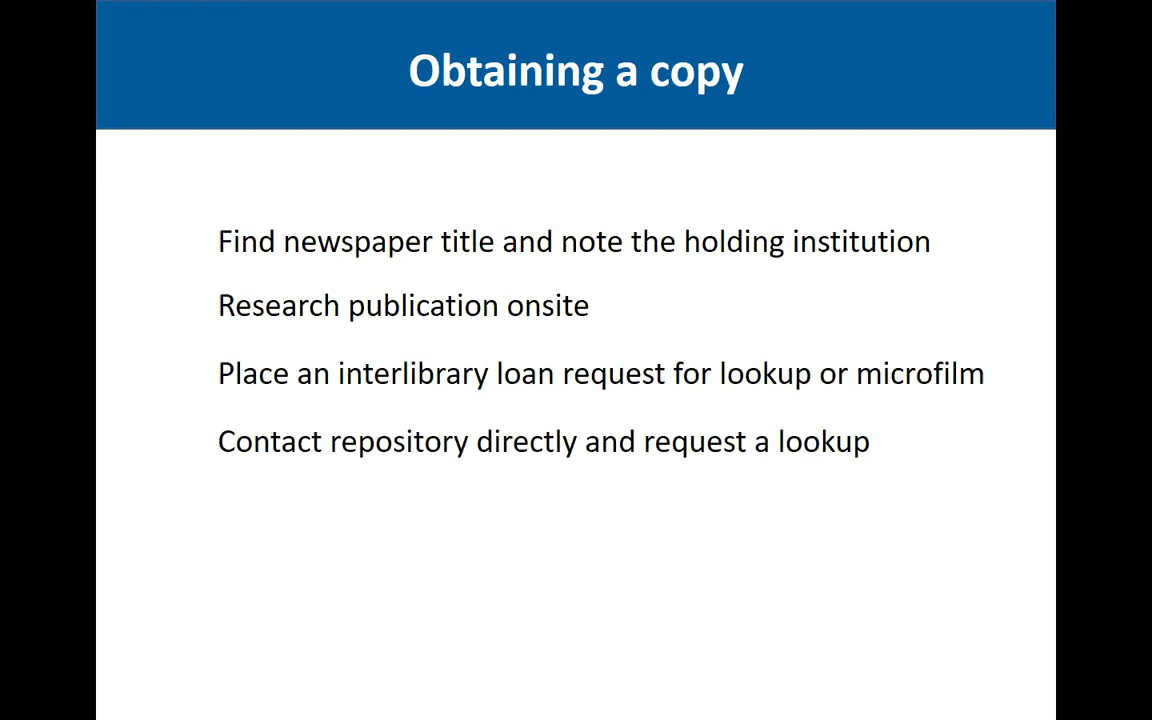 Obtaining a copy
Find newspaper title and note the holding institution
Research publication onsite
Place an interlibrary loan request for lookup or microfilm
Contact repository directly and request a lookup